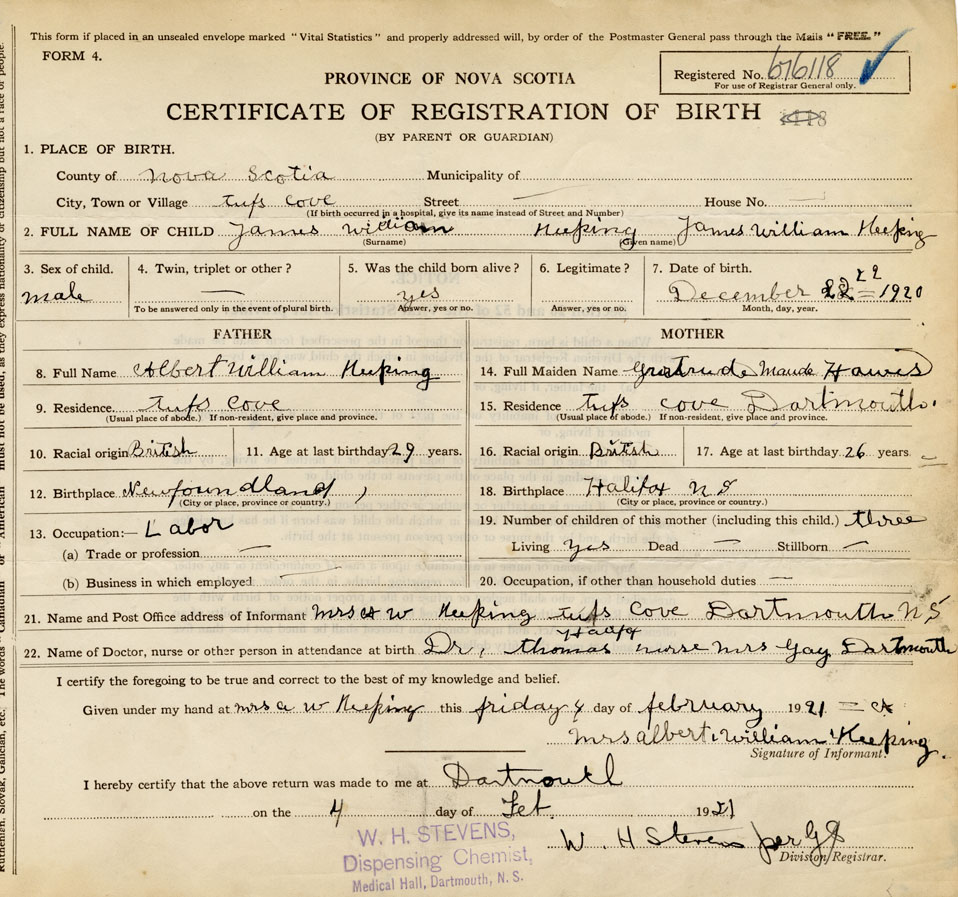 This form if placed in an unsealed envelope marked "Vital Statistics" and properly addressed will, by order of the Postmaster General pass through the Mails "FREE."
FORM 4.
PROVINCE OF NOVA SCOTIA
Registered No. 676118
For use of Registrar General only.
CERTIFICATE OF REGISTRATION OF BIRTH
(BY PARENT OR GUARDIAN)
1. PLACE OF BIRTH.
County of Nova Scotia Municipality of
City, Town or Village tufs cove Street — House No. —
(If birth occurred in a hospital, give its name instead of Street and Number)
2. FULL NAME OF CHILD James William Keeping James William Keeping
(Surname) (Given name)
3. Sex of child. 4. Twin, triplet or other? 5. Was the child born alive? 6. Legitimate? 7. Date of birth.
male — yes December 22 1920
To be answered only in the event of plural birth. Answer, yes or no. Answer, yes or no. Month, day, year.
FATHER MOTHER
8. Full Name Albert William Keeping 14. Full Maiden Name Gertrude Maude
9. Residence tufs cove 15. Residence tufs cove Dartmouth.
(Usual place of abode.) If non-resident, give place and province. (Usual place of abode.) If non-resident, give place and province.
10. Racial origin British 11. Age at last birthday 29 years. 16. Racial origin British 17. Age at last birthday 26 years.
12. Birthplace Newfoundland 18. Birthplace Halifax NS
(City or place, province or country.) (City or place, province or country.)
13. Occupation:— Labor 19. Number of children of this mother (including this child.) three
(a) Trade or profession — Living yes Dead — Stillborn —
(b) Business in which employed — 20. Occupation, if other than household duties —
21. Name and Post Office address of Informant Mrs A W Keeping tufs Cove Dartmouth N S
Halifx
22. Name of Doctor, nurse or other person in attendance at birth Dr, thomas nurse mrs Gay Dartmouth
I certify the foregoing to be true and correct to the best of my knowledge and belief.
Given under my hand at mrs a w Keeping this friday 4 day of february 1921
mrs albert William Keeping.
Signature of Informant.
I hereby certify that the above return was made to me at Dartmouth
on the 4 day of Feb. 1921
W. H. STEVENS,
Dispensing Chemist,
Medical Hall, Dartmouth, N. S.
W. H Stevens per
Division Registrar.